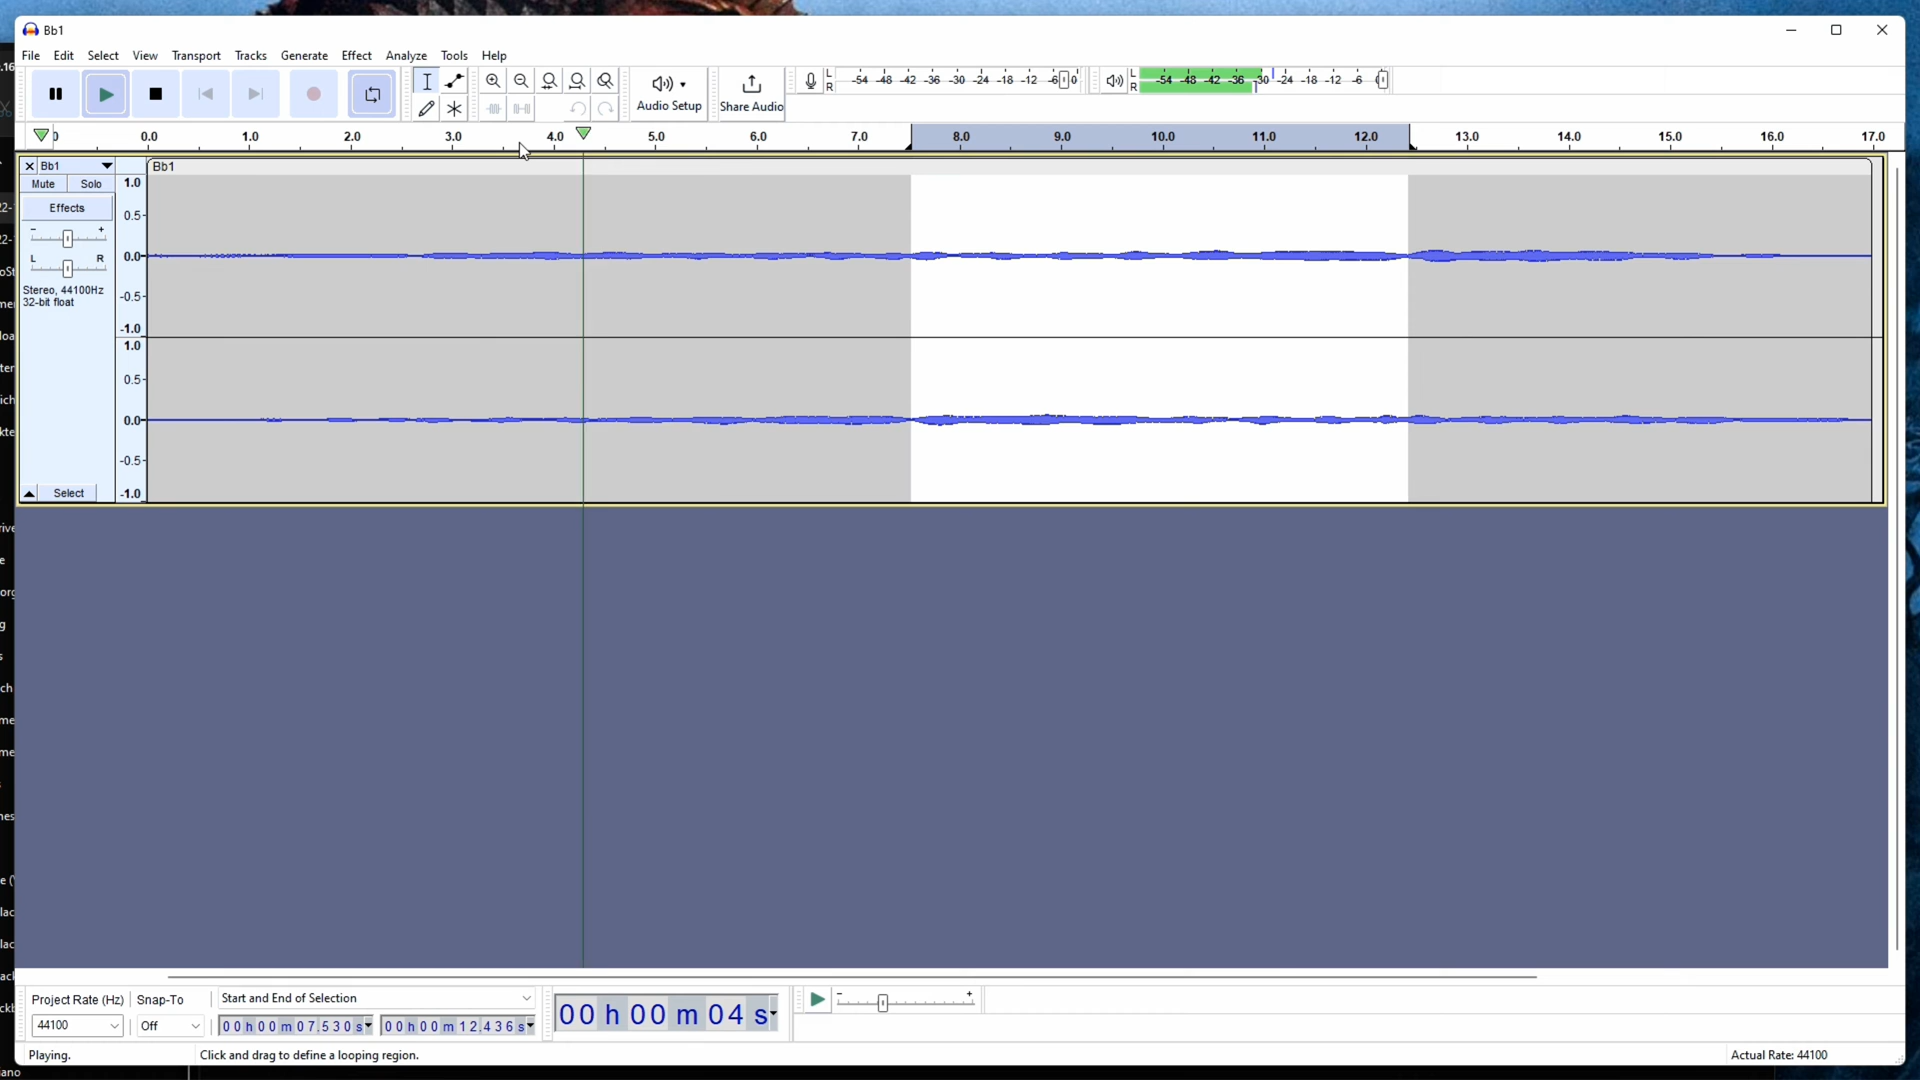 Bb1
File Edit Select View Transport Tracks Generate Effect Analyze Tools Help
Audio Setup
Share Audio
L R -54 -48 -42 -36 -30 -24 -18 -12 -6 0
L R -54 -48 -42 -36 -30 -24 -18 -12 -6
0.0 1.0 2.0 3.0 4.0 5.0 6.0 7.0 8.0 9.0 10.0 11.0 12.0 13.0 14.0 15.0 16.0 17.0
Bb1
Bb1
Mute Solo
Effects
- +
L R
Stereo, 44100Hz
32-bit float
Select
1.0
0.5
0.0
-0.5
-1.0
1.0
0.5
0.0
-0.5
-1.0
Project Rate (Hz) Snap-To Start and End of Selection
44100 Off 00h00m07.530s 00h00m12.436s
00h00m04s
- +
Playing. Click and drag to define a looping region. Actual Rate: 44100